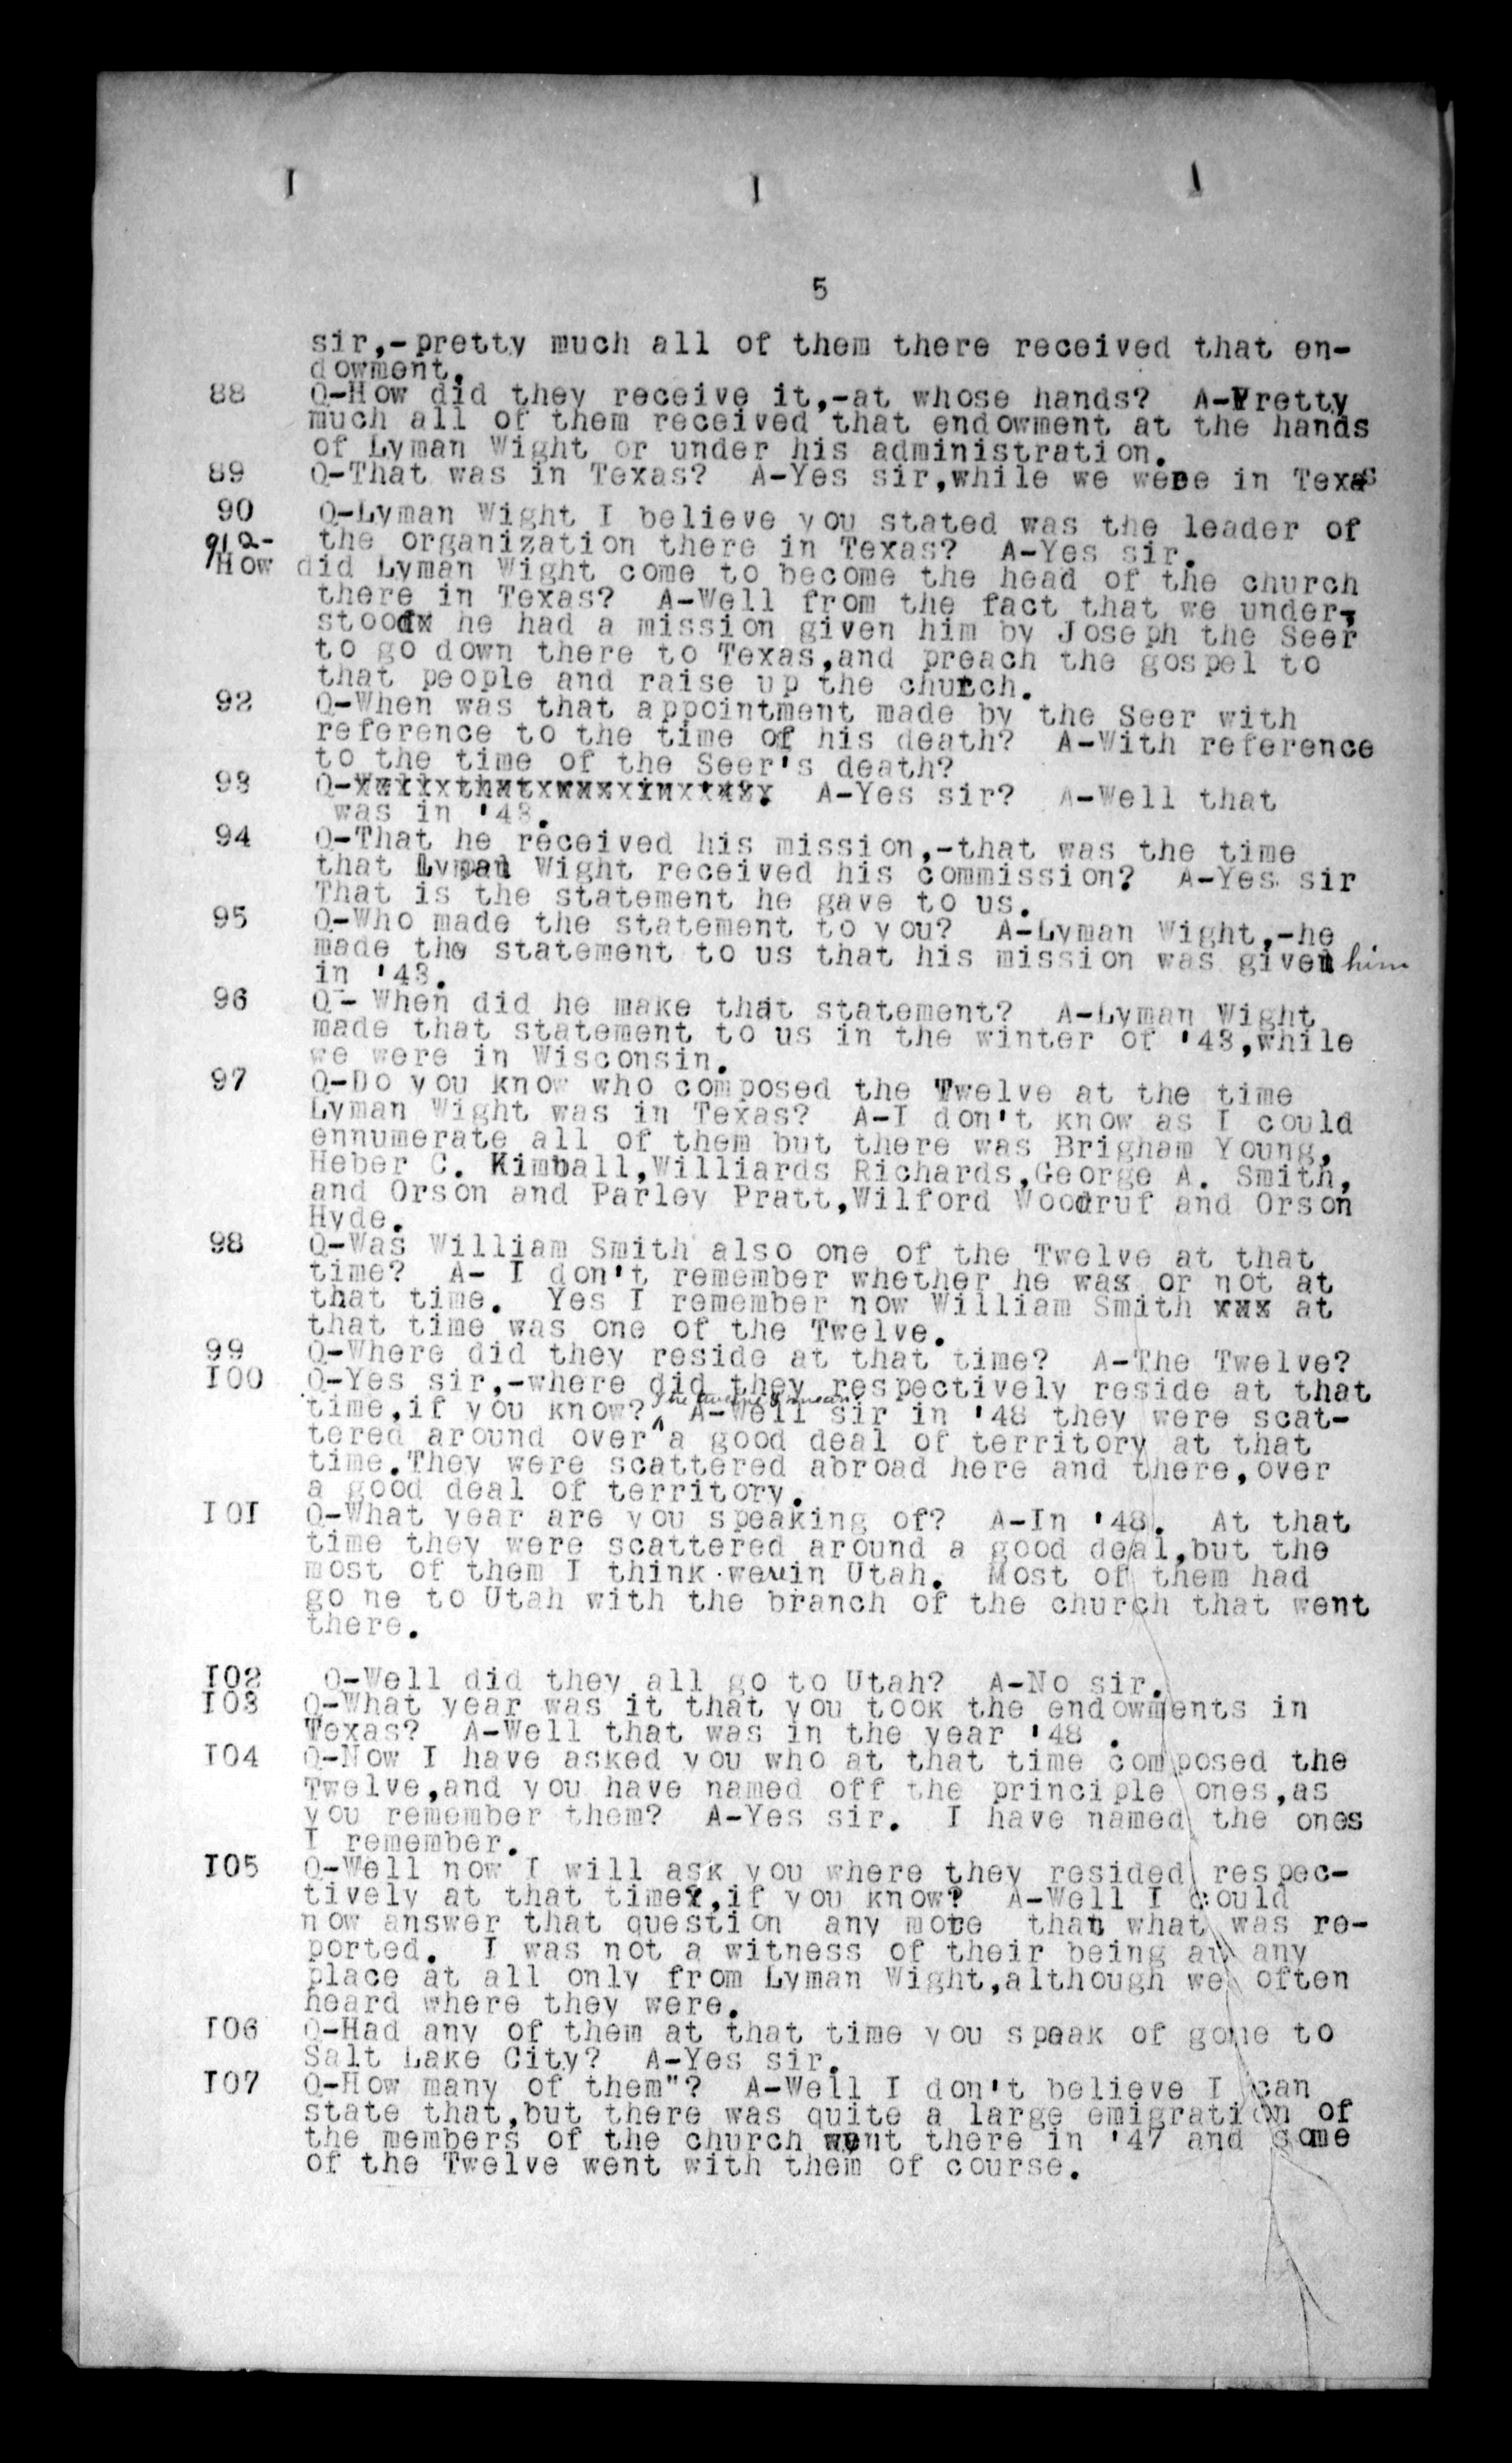 5
sir,-pretty much all of them there received that en-
dowment.
88 Q-How did they receive it,-at whose hands? A-Pretty
much all of them received that endowment at the hands
of Lyman Wight or under his administration.
89 Q-That was in Texas? A-Yes sir,while we were in Texas
90 Q-Lyman Wight I believe you stated was the leader of
the organization there in Texas? A-Yes sir.
91 Q-
How did Lyman Wight come to become the head of the church
there in Texas? A-Well from the fact that we under-
stood he had a mission given him by Joseph the Seer
to go down there to Texas,and preach the gospel to
that people and raise up the church.
92 Q-When was that appointment made by the Seer with
reference to the time of his death? A-With reference
to the time of the Seer's death?
93 Q-xxxxxxxxxxxxxxxxxxxxxx. A-Yes sir? A-Well that
was in '43.
94 Q-That he received his mission,-that was the time
that Lyman Wight received his commission? A-Yes sir
That is the statement he gave to us.
95 Q-Who made the statement to you? A-Lyman Wight,-he
made the statement to us that his mission was given him
in '43.
96 Q- When did he make that statement? A-Lyman Wight
made that statement to us in the winter of '43,while
we were in Wisconsin.
97 Q-Do you know who composed the Twelve at the time
Lyman Wight was in Texas? A-I don't know as I could
ennumerate all of them but there was Brigham Young,
Heber C. Kimball,Williards Richards,George A. Smith,
and Orson and Parley Pratt,Wilford Woodruf and Orson
Hyde.
98 Q-Was William Smith also one of the Twelve at that
time? A- I don't remember whether he was or not at
that time. Yes I remember now William Smith xxx at
that time was one of the Twelve.
99 Q-Where did they reside at that time? A-The Twelve?
100 Q-Yes sir,-where did they respectively reside at that
the twelve I mean.
time,if you know? A-Well sir in '48 they were scat-
tered around over a good deal of territory at that
time.They were scattered abroad here and there,over
a good deal of territory.
101 Q-What year are you speaking of? A-In '48. At that
time they were scattered around a good deal,but the
most of them I think were in Utah. Most of them had
go ne to Utah with the branch of the church that went
there.
102 Q-Well did they all go to Utah? A-No sir.
103 Q-What year was it that you took the endowments in
Texas? A-Well that was in the year '48 .
104 Q-Now I have asked you who at that time composed the
Twelve,and you have named off the principle ones,as
you remember them? A-Yes sir. I have named the ones
I remember.
105 Q-Well now I will ask you where they resided respec-
tively at that time,if you know? A-Well I could
now answer that question any more than what was re-
ported. I was not a witness of their being at any
place at all only from Lyman Wight,although we often
heard where they were.
106 Q-Had any of them at that time you speak of gone to
Salt Lake City? A-Yes sir.
107 Q-How many of them"? A-Well I don't believe I can
state that,but there was quite a large emigration of
the members of the church went there in '47 and some
of the Twelve went with them of course.